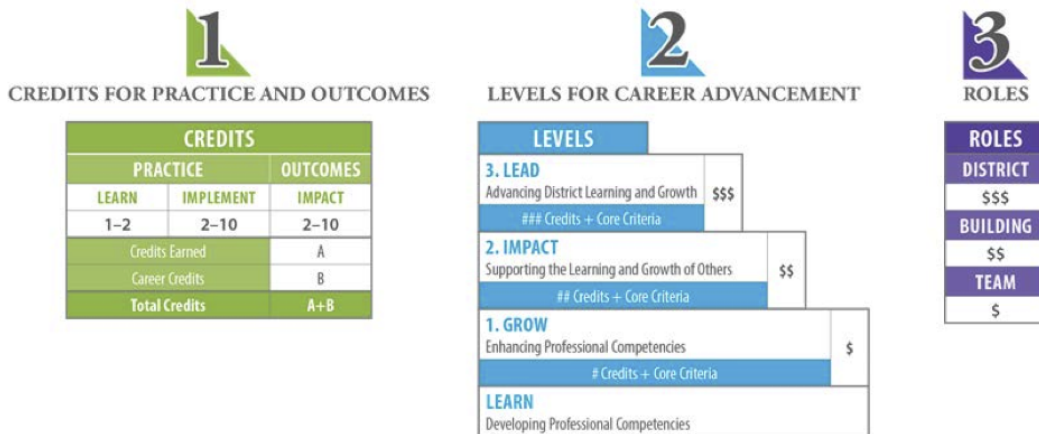 1
CREDITS FOR PRACTICE AND OUTCOMES
CREDITS
PRACTICE OUTCOMES
LEARN IMPLEMENT IMPACT
1–2 2–10 2–10
Credits Earned A
Career Credits B
Total Credits A+B
2
LEVELS FOR CAREER ADVANCEMENT
LEVELS
3. LEAD
Advancing District Learning and Growth $$$
### Credits + Core Criteria
2. IMPACT
Supporting the Learning and Growth of Others $$
## Credits + Core Criteria
1. GROW
Enhancing Professional Competencies $
# Credits + Core Criteria
LEARN
Developing Professional Competencies
3
ROLES
ROLES
DISTRICT
$$$
BUILDING
$$
TEAM
$